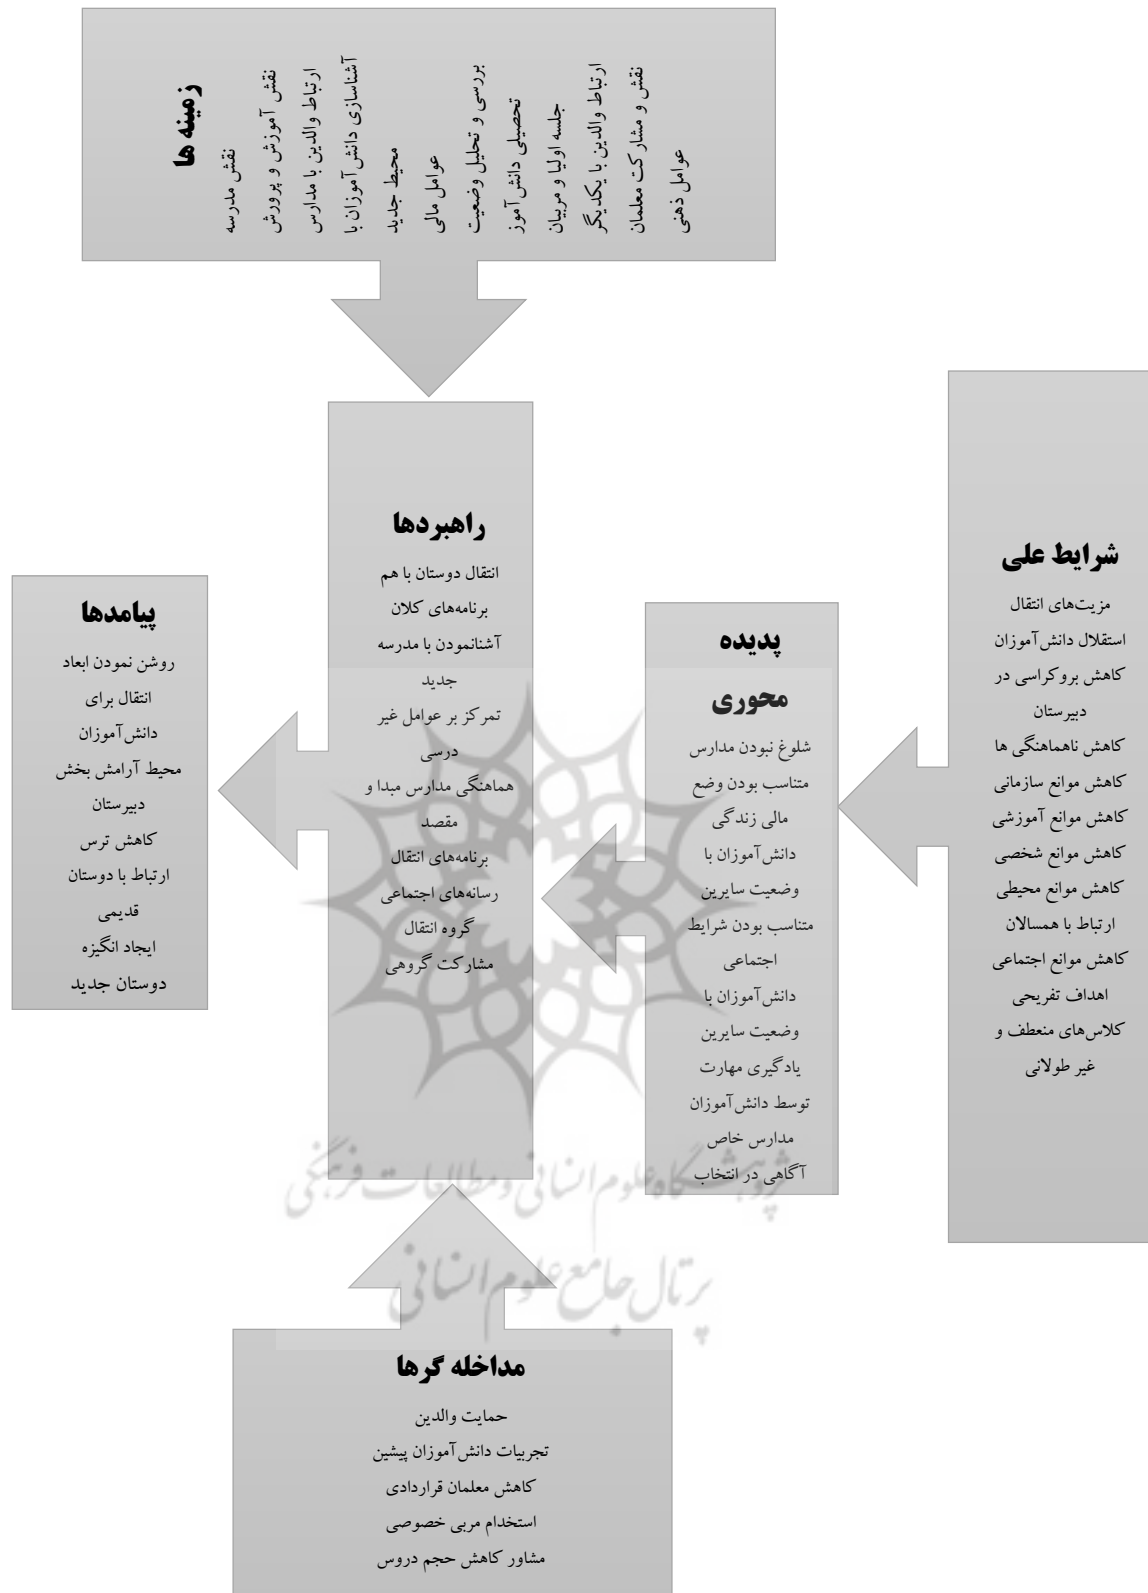 زمینه ها
نقش مدرسه
نقش آموزش و پرورش
ارتباط والدین با مدارس
آشناسازی دانش‌آموزان با
محیط جدید
عوامل مالی
بررسی و تحلیل وضعیت
تحصیلی دانش‌آموز
جلسه اولیا و مربیان
ارتباط والدین با یکدیگر
نقش و مشارکت معلمان
عوامل ذهنی
شرایط علی
مزیت‌های انتقال
استقلال دانش‌آموزان
کاهش بروکراسی در
دبیرستان
کاهش ناهماهنگی ها
کاهش موانع سازمانی
کاهش موانع آموزشی
کاهش موانع شخصی
کاهش موانع محیطی
ارتباط با همسالان
کاهش موانع اجتماعی
اهداف تفریحی
کلاس‌های منعطف و
غیر طولانی
پدیده
محوری
شلوغ نبودن مدارس
متناسب بودن وضع
مالی زندگی
دانش‌آموزان با
وضعیت سایرین
متناسب بودن شرایط
اجتماعی
دانش‌آموزان با
وضعیت سایرین
یادگیری مهارت
توسط دانش‌آموزان
مدارس خاص
آگاهی در انتخاب
راهبردها
انتقال دوستان با هم
برنامه‌های کلان
آشنانمودن با مدرسه
جدید
تمرکز بر عوامل غیر
درسی
هماهنگی مدارس مبدا و
مقصد
برنامه‌های انتقال
رسانه‌های اجتماعی
گروه انتقال
مشارکت گروهی
پیامدها
روشن نمودن ابعاد
انتقال برای
دانش‌آموزان
محیط آرامش بخش
دبیرستان
کاهش ترس
ارتباط با دوستان
قدیمی
ایجاد انگیزه
دوستان جدید
پژوهشگاه علوم انسانی و مطالعات فرهنگی
پرتال جامع علوم انسانی
مداخله گرها
حمایت والدین
تجربیات دانش‌آموزان پیشین
کاهش معلمان قراردادی
استخدام مربی خصوصی
مشاور کاهش حجم دروس